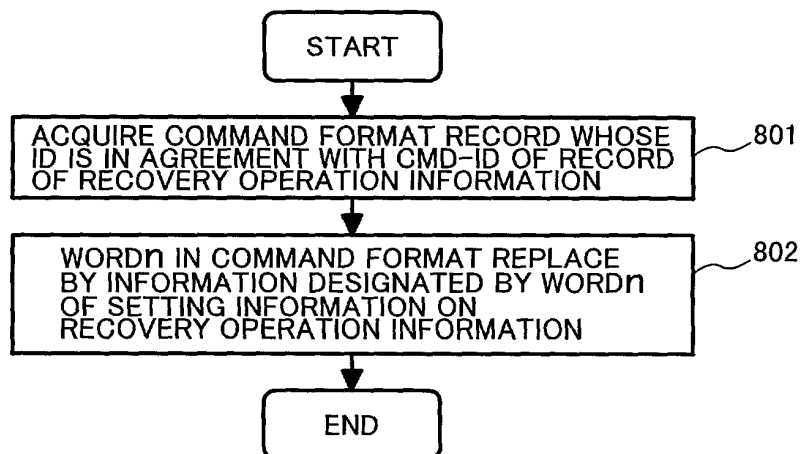 START
ACQUIRE COMMAND FORMAT RECORD WHOSE
ID IS IN AGREEMENT WITH CMD-ID OF RECORD
OF RECOVERY OPERATION INFORMATION
801
WORDn IN COMMAND FORMAT REPLACE
BY INFORMATION DESIGNATED BY WORDn
OF SETTING INFORMATION ON
RECOVERY OPERATION INFORMATION
802
END